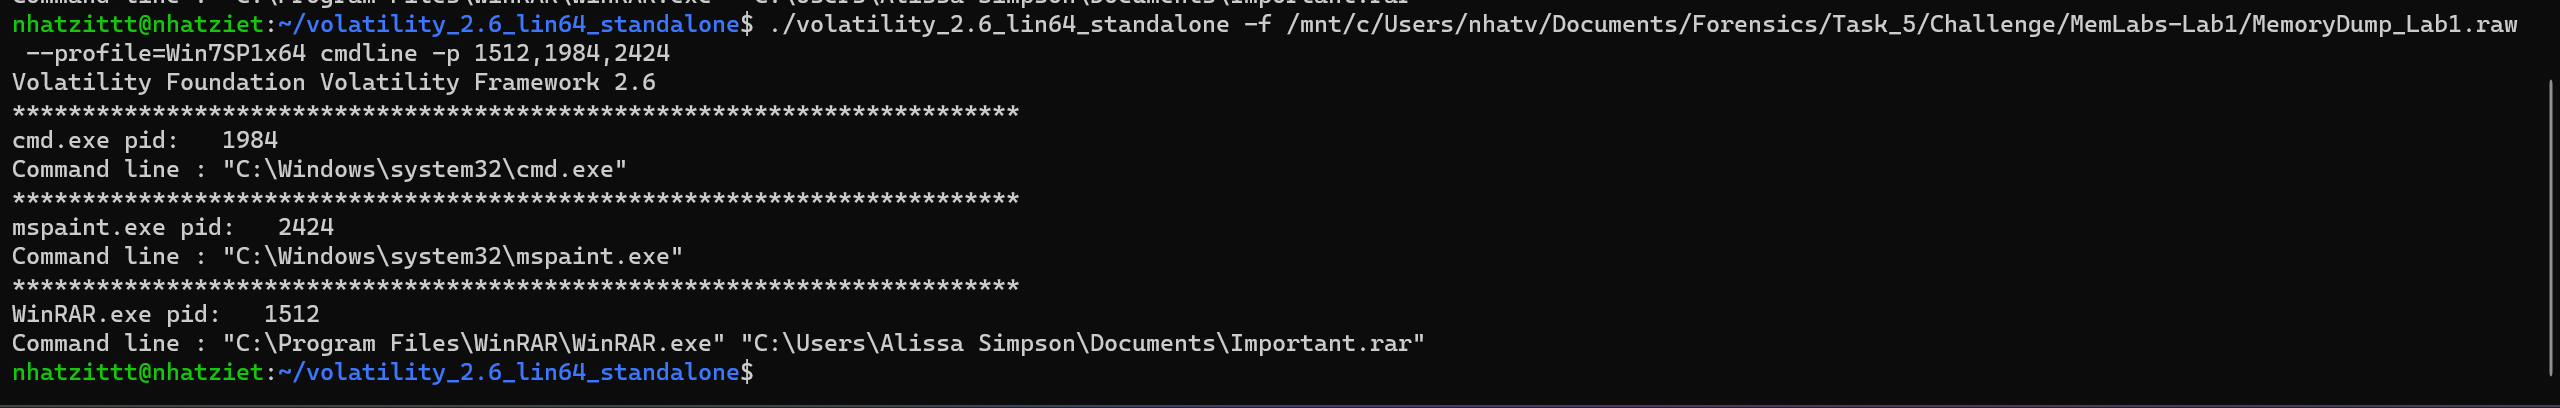 Command line : "C:\Program Files\WinRAR\WinRAR.exe" "C:\Users\Alissa Simpson\Documents\Important.rar"
nhatzittt@nhatziet:~/volatility_2.6_lin64_standalone$ ./volatility_2.6_lin64_standalone -f /mnt/c/Users/nhatv/Documents/Forensics/Task_5/Challenge/MemLabs-Lab1/MemoryDump_Lab1.raw
 --profile=Win7SP1x64 cmdline -p 1512,1984,2424
Volatility Foundation Volatility Framework 2.6
************************************************************************
cmd.exe pid:   1984
Command line : "C:\Windows\system32\cmd.exe"
************************************************************************
mspaint.exe pid:   2424
Command line : "C:\Windows\system32\mspaint.exe"
************************************************************************
WinRAR.exe pid:   1512
Command line : "C:\Program Files\WinRAR\WinRAR.exe" "C:\Users\Alissa Simpson\Documents\Important.rar"
nhatzittt@nhatziet:~/volatility_2.6_lin64_standalone$